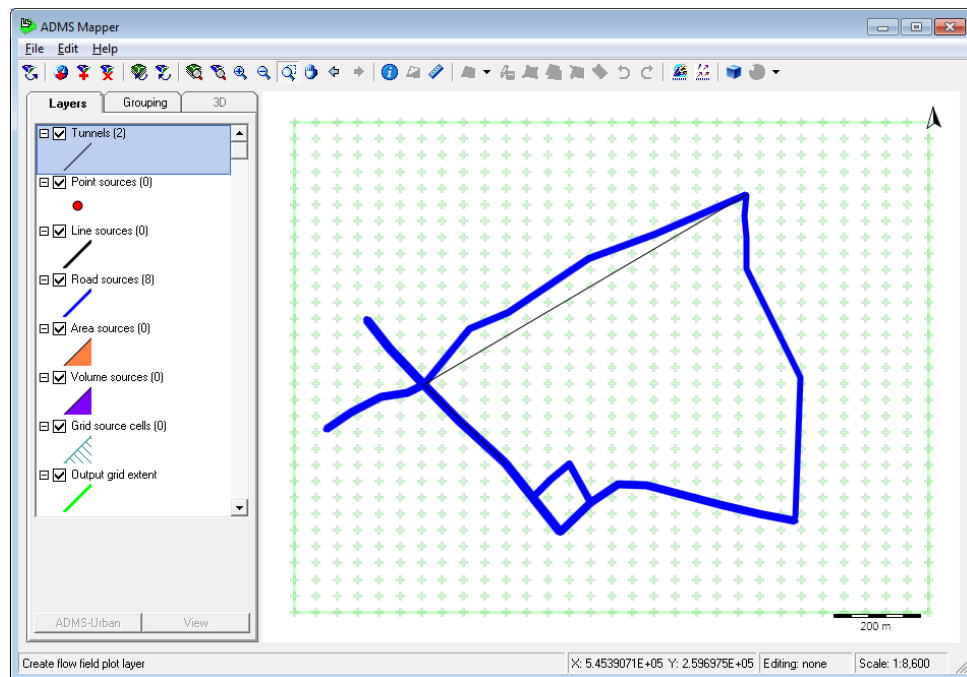 ADMS Mapper
File Edit Help
Layers Grouping 3D
Tunnels (2)
Point sources (0)
Line sources (0)
Road sources (8)
Area sources (0)
Volume sources (0)
Grid source cells (0)
Output grid extent
ADMS-Urban View
200 m
Create flow field plot layer X: 5.4539071E+05 Y: 2.596975E+05 Editing: none Scale: 1:8,600